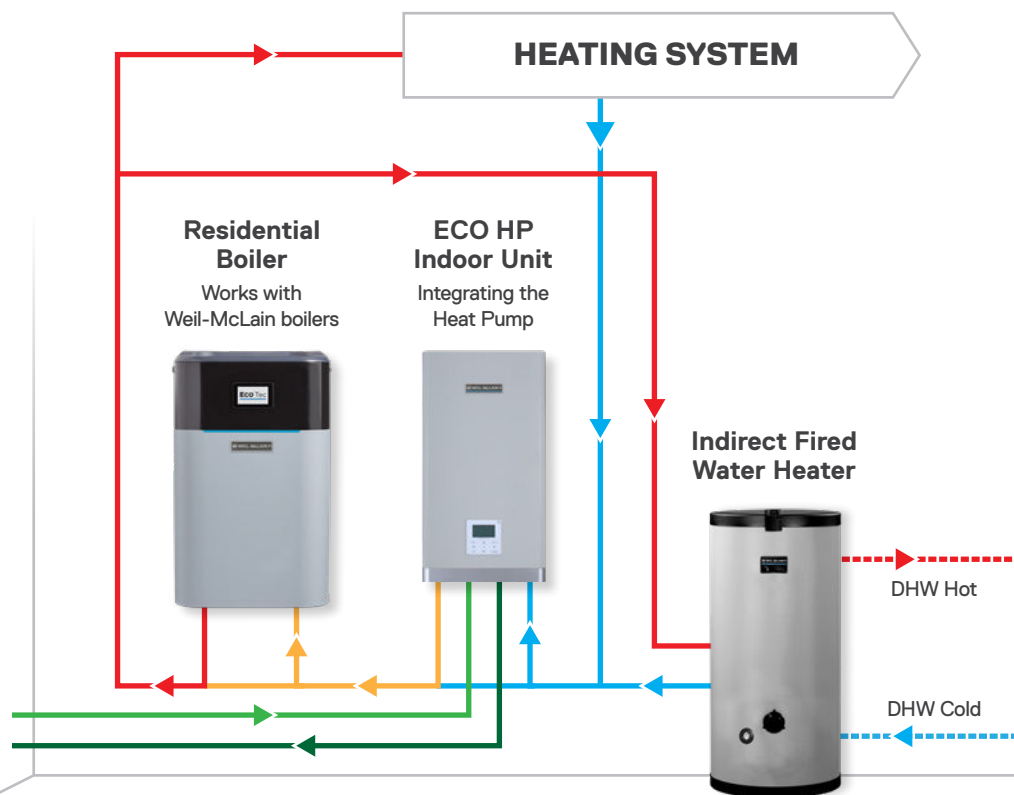 HEATING SYSTEM
Residential
Boiler
Works with
Weil-McLain boilers
ECO HP
Indoor Unit
Integrating the
Heat Pump
ECO Tec
Indirect Fired
Water Heater
DHW Hot
DHW Cold